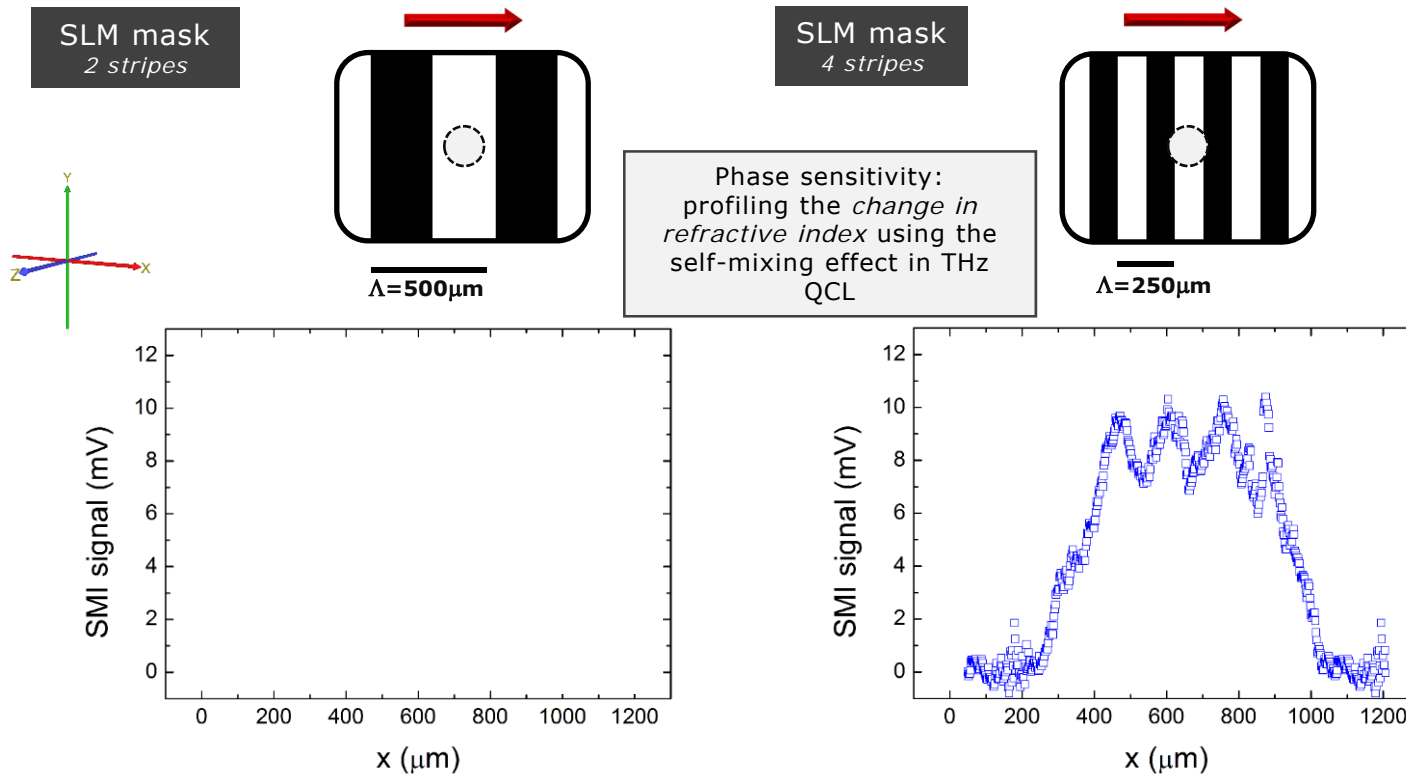 SLM mask
2 stripes
SLM mask
4 stripes
Y
X
Z
Λ=500μm
Phase sensitivity:
profiling the change in
refractive index using the
self-mixing effect in THz
QCL
Λ=250μm
12
10
8
6
4
2
0
SMI signal (mV)
0 200 400 600 800 1000 1200
x (μm)
12
10
8
6
4
2
0
SMI signal (mV)
0 200 400 600 800 1000 1200
x (μm)